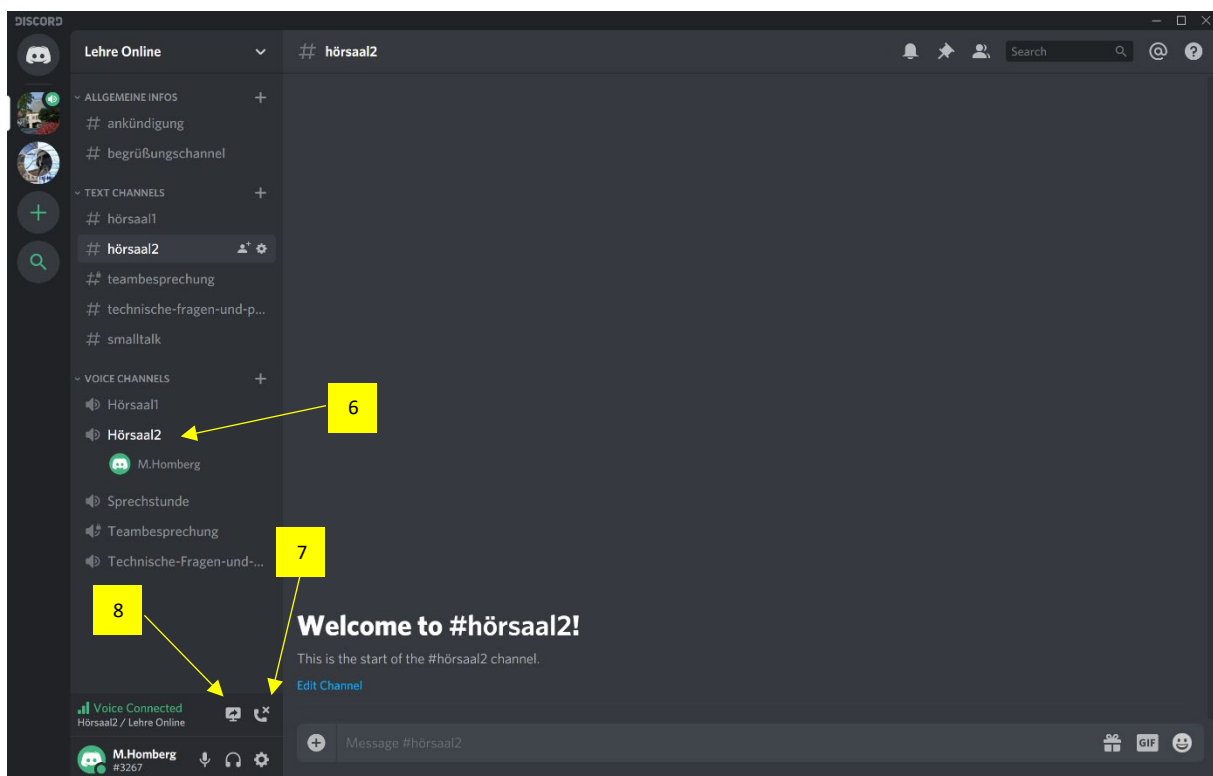 DISCORD
Lehre Online
hörsaal2
Search
ALLGEMEINE INFOS
ankündigung
begrüßungschannel
TEXT CHANNELS
hörsaal1
hörsaal2
teambesprechung
technische-fragen-und-p...
smalltalk
VOICE CHANNELS
Hörsaal1
6
Hörsaal2
M.Homberg
Sprechstunde
Teambesprechung
7
Technische-Fragen-und-...
8
Welcome to #hörsaal2!
This is the start of the #hörsaal2 channel.
Edit Channel
Voice Connected
Hörsaal2 / Lehre Online
Message #hörsaal2
GIF
M.Homberg
#3267